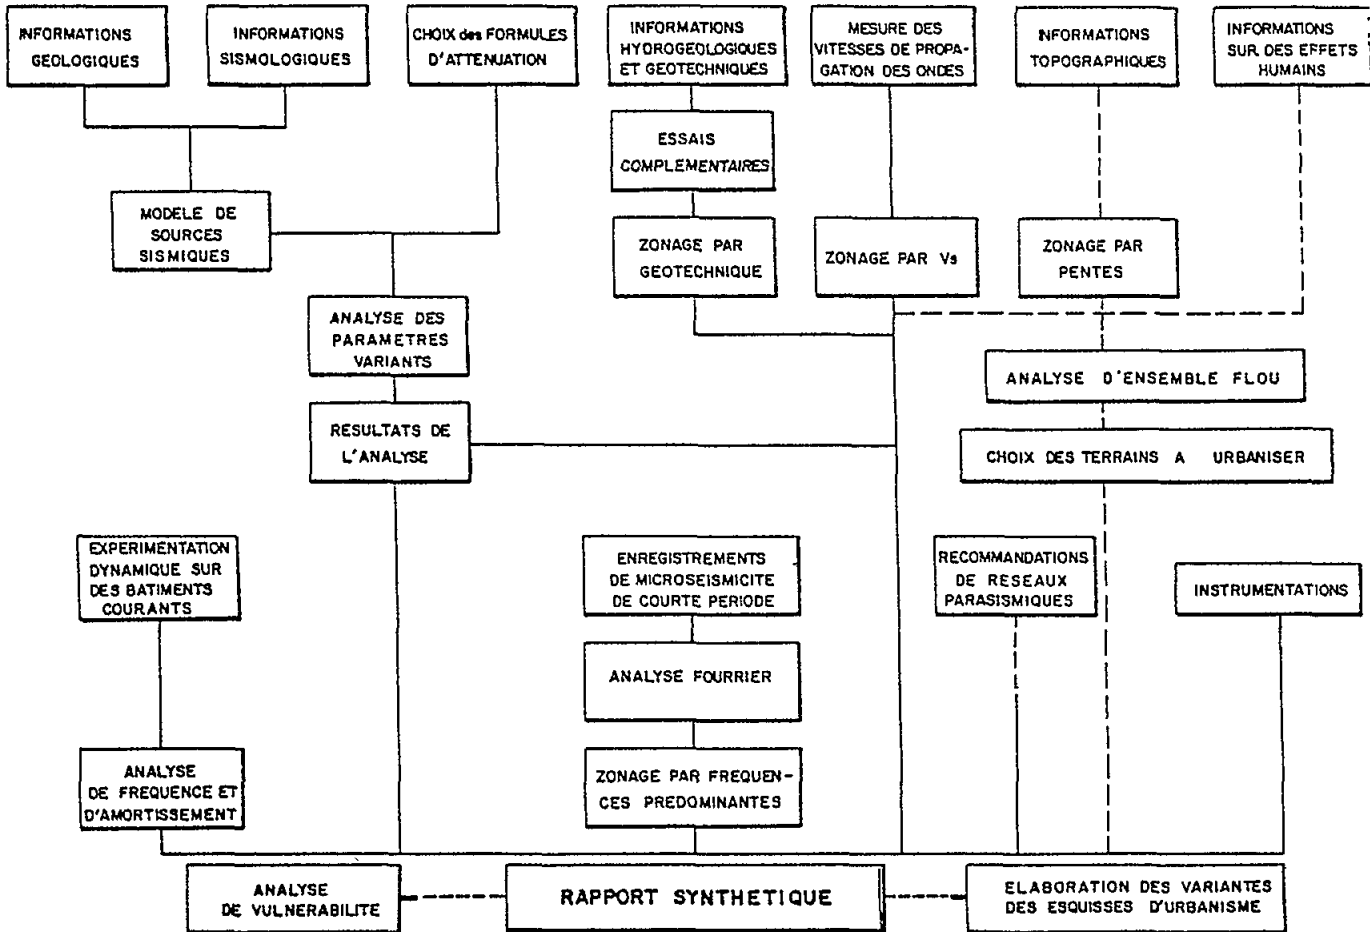 INFORMATIONS
GEOLOGIQUES
INFORMATIONS
SISMOLOGIQUES
CHOIX des FORMULES
D'ATTENUATION
INFORMATIONS
HYDROGEOLOGIQUES
ET GEOTECHNIQUES
MESURE DES
VITESSES DE PROPA-
GATION DES ONDES
INFORMATIONS
TOPOGRAPHIQUES
INFORMATIONS
SUR DES EFFETS
HUMAINS
ESSAIS
COMPLEMENTAIRES
MODELE DE
SOURCES
SISMIQUES
ZONAGE PAR
GEOTECHNIQUE
ZONAGE PAR Vs
ZONAGE PAR
PENTES
ANALYSE DES
PARAMETRES
VARIANTS
ANALYSE D'ENSEMBLE FLOU
RESULTATS DE
L'ANALYSE
CHOIX DES TERRAINS A URBANISER
EXPERIMENTATION
DYNAMIQUE SUR
DES BATIMENTS
COURANTS
ENREGISTREMENTS
DE MICROSEISMICITE
DE COURTE PERIODE
RECOMMANDATIONS
DE RESEAUX
PARASISMIQUES
INSTRUMENTATIONS
ANALYSE FOURRIER
ANALYSE
DE FREQUENCE ET
D'AMORTISSEMENT
ZONAGE PAR FREQUEN-
CES PREDOMINANTES
ANALYSE
DE VULNERABILITE
RAPPORT SYNTHETIQUE
ELABORATION DES VARIANTES
DES ESQUISSES D'URBANISME